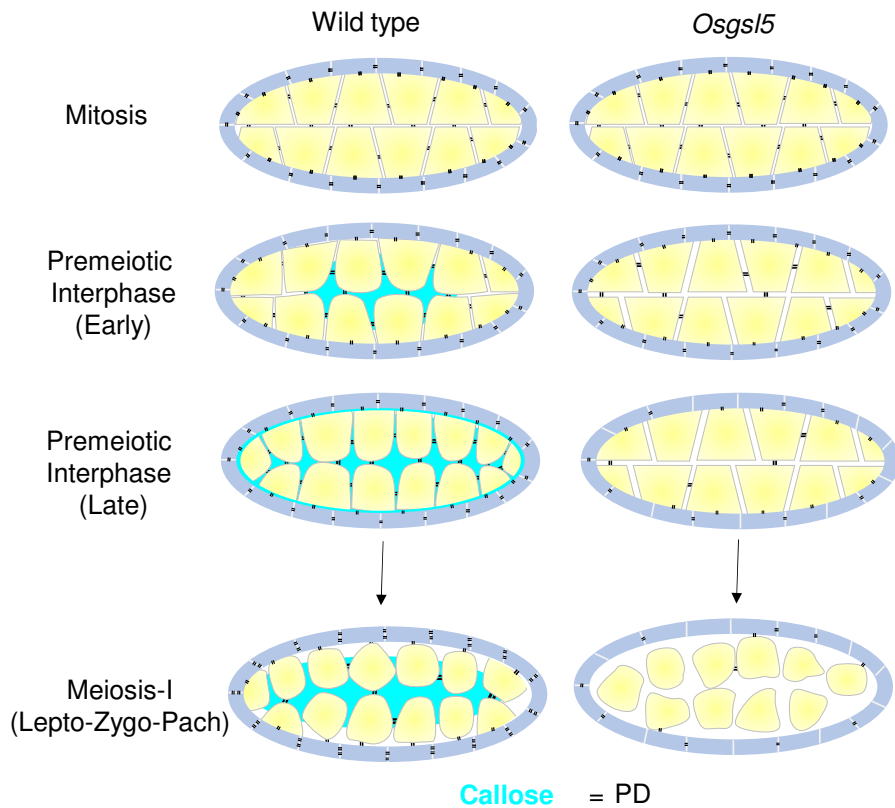 Wild type
Osgsl5
Mitosis
Premeiotic
Interphase
(Early)
Premeiotic
Interphase
(Late)
Meiosis-I
(Lepto-Zygo-Pach)
Callose = PD